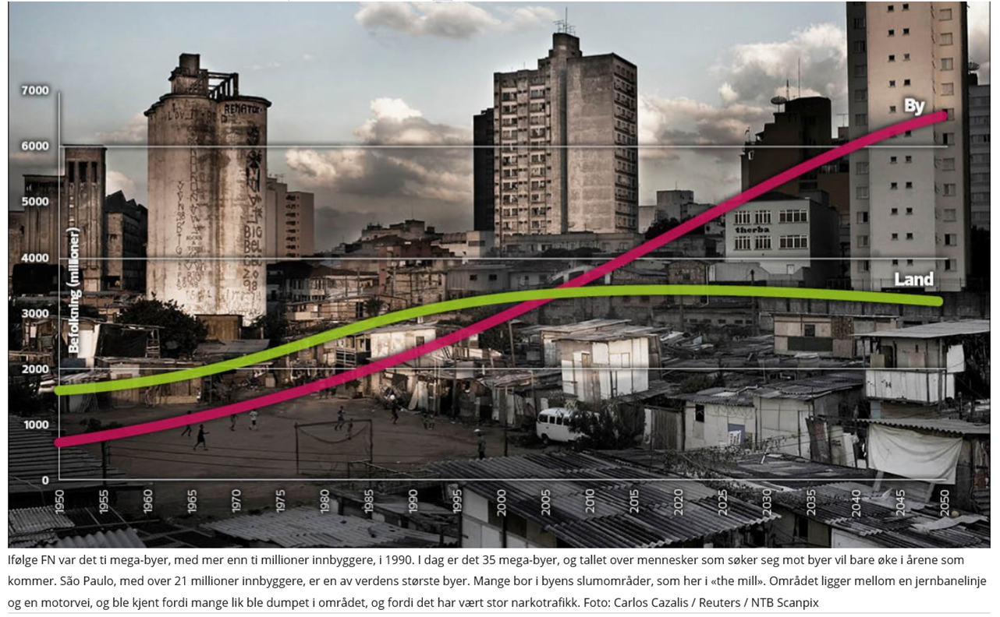 By
7000
6000
5000
4000
3000
2000
1000
0
Befolkning (millioner)
Land
therba
BIG
1950 1955 1960 1965 1970 1975 1980 1985 1990 1995 2000 2005 2010 2015 2020 2025 2030 2035 2040 2045 2050
Ifølge FN var det ti mega-byer, med mer enn ti millioner innbyggere, i 1990. I dag er det 35 mega-byer, og tallet over mennesker som søker seg mot byer vil bare øke i årene som
kommer. São Paulo, med over 21 millioner innbyggere, er en av verdens største byer. Mange bor i byens slumområder, som her i «the mill». Området ligger mellom en jernbanelinje
og en motorvei, og ble kjent fordi mange lik ble dumpet i området, og fordi det har vært stor narkotrafikk. Foto: Carlos Cazalis / Reuters / NTB Scanpix